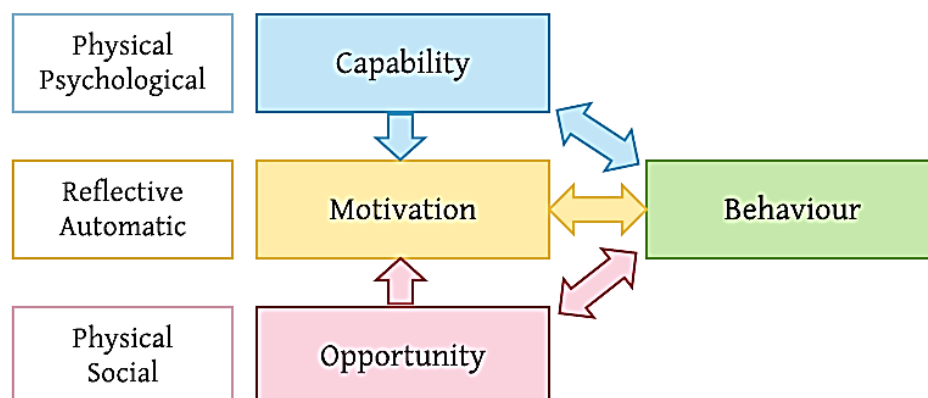 Physical
Psychological
Capability
Reflective
Automatic
Motivation
Behaviour
Physical
Social
Opportunity